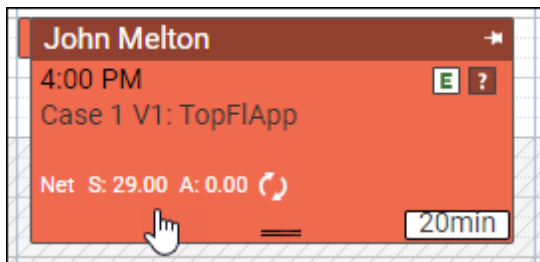 John Melton
4:00 PM E ?
Case 1 V1: TopFlApp
Net S: 29.00 A: 0.00
20min